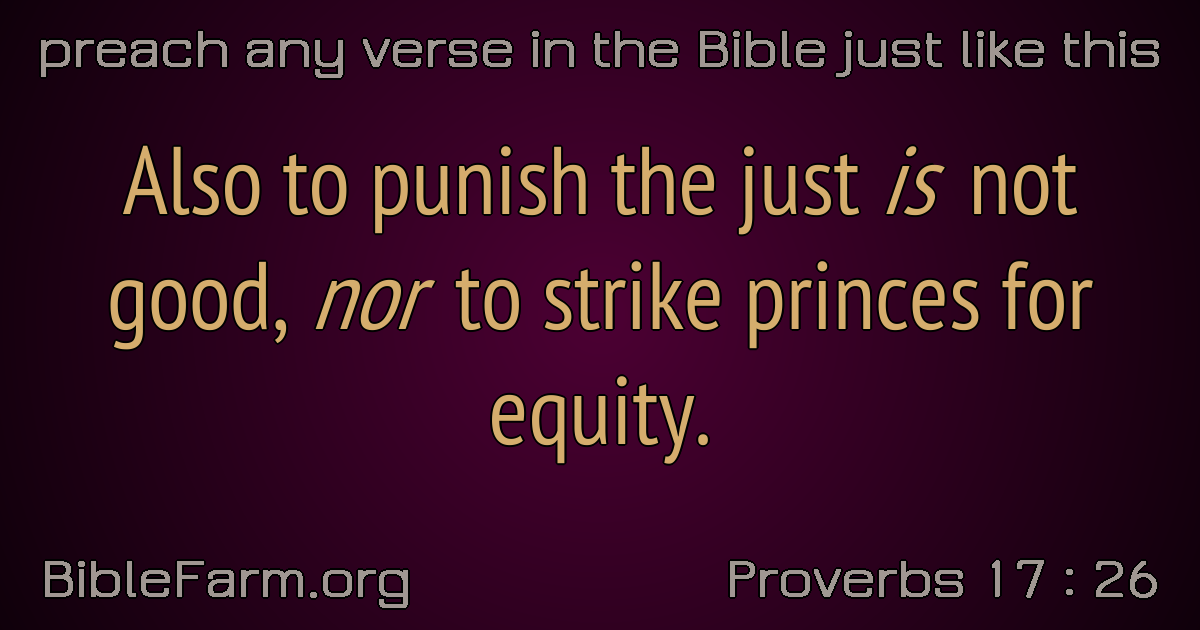 preach any verse in the Bible just like this
Also to punish the just is not
good, nor to strike princes for
equity.
BibleFarm.org
Proverbs 17 : 26